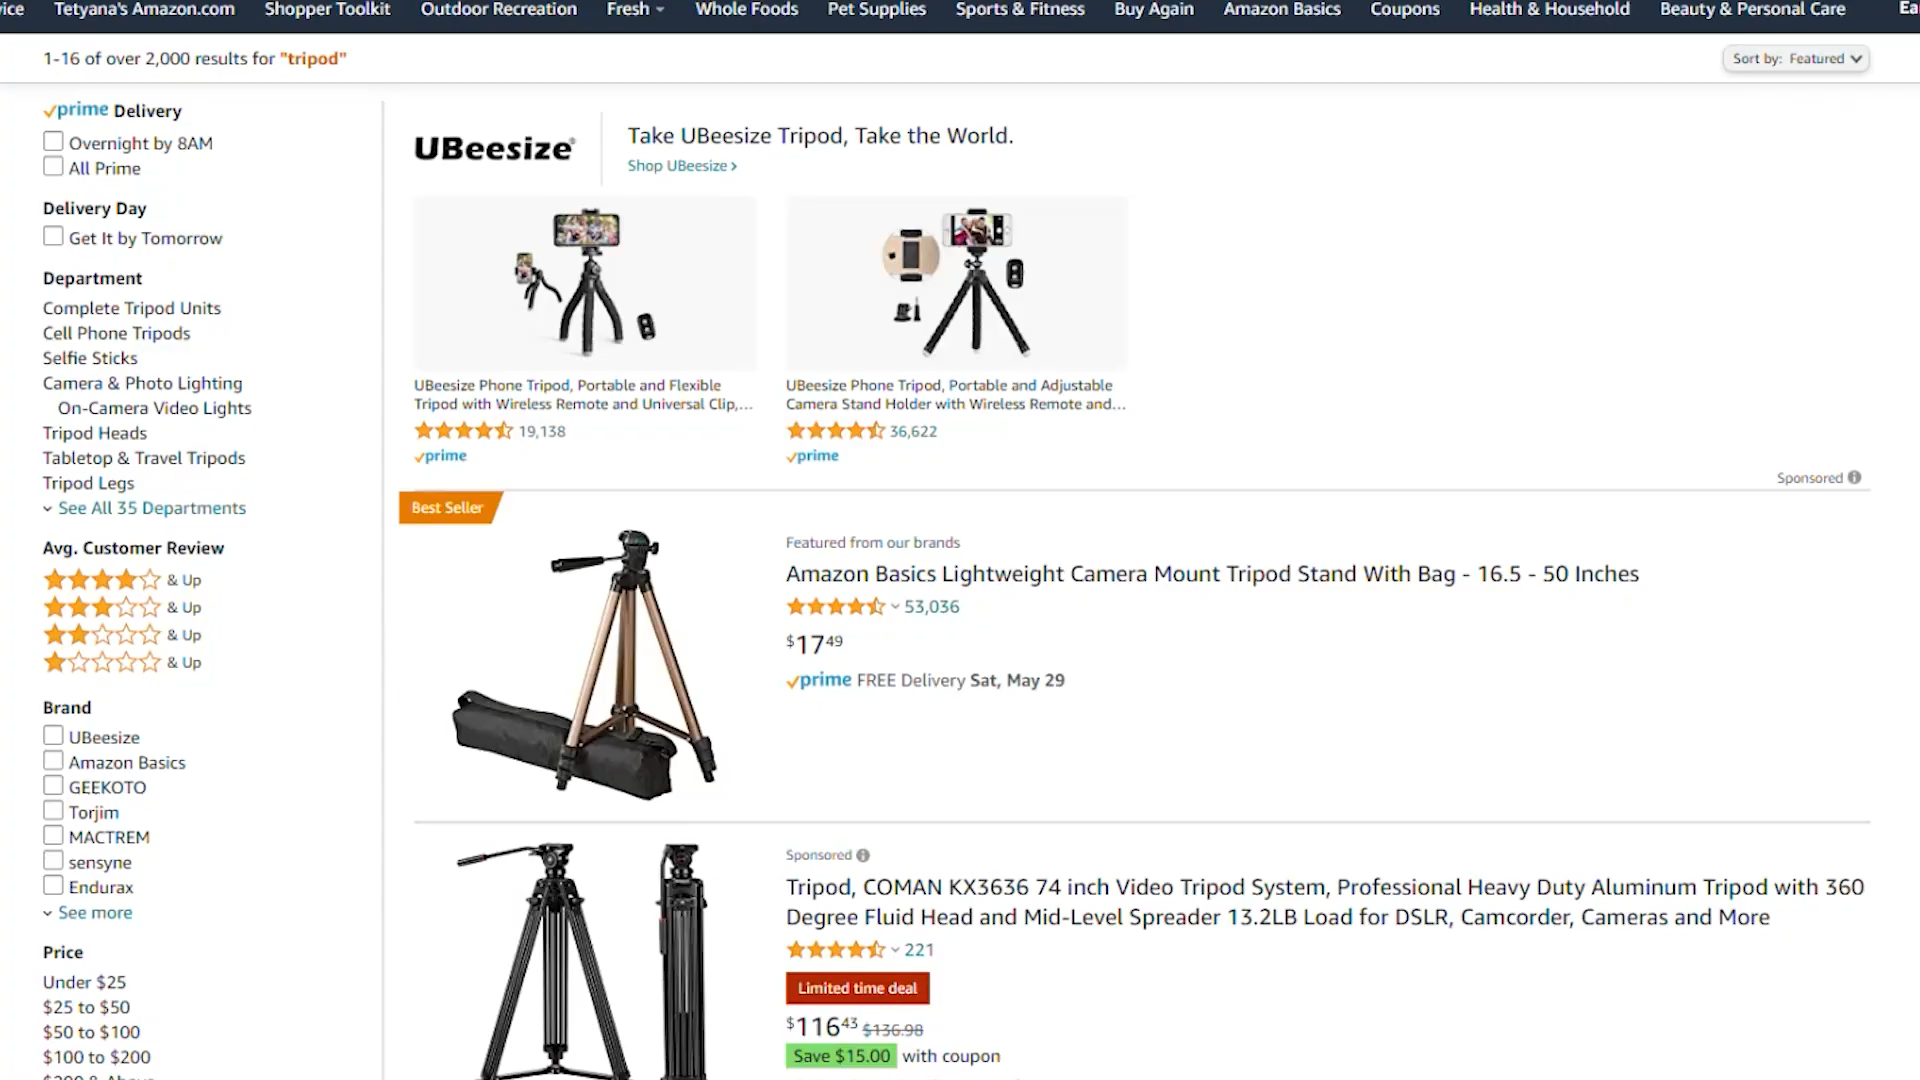 Tetyana's Amazon.com Shopper Toolkit Outdoor Recreation Fresh Whole Foods Pet Supplies Sports & Fitness Buy Again Amazon Basics Coupons Health & Household Beauty & Personal Care
1-16 of over 2,000 results for "tripod"
Sort by: Featured
prime Delivery
Overnight by 8AM
All Prime
Delivery Day
Get It by Tomorrow
Department
Complete Tripod Units
Cell Phone Tripods
Selfie Sticks
Camera & Photo Lighting
On-Camera Video Lights
Tripod Heads
Tabletop & Travel Tripods
Tripod Legs
See All 35 Departments
Avg. Customer Review
& Up
& Up
& Up
& Up
Brand
UBeesize
Amazon Basics
GEEKOTO
Torjim
MACTREM
sensyne
Endurax
See more
Price
Under $25
$25 to $50
$50 to $100
$100 to $200
UBeesize
Take UBeesize Tripod, Take the World.
Shop UBeesize ›
UBeesize Phone Tripod, Portable and Flexible
Tripod with Wireless Remote and Universal Clip,...
19,138
prime
UBeesize Phone Tripod, Portable and Adjustable
Camera Stand Holder with Wireless Remote and...
36,622
prime
Sponsored
Best Seller
Featured from our brands
Amazon Basics Lightweight Camera Mount Tripod Stand With Bag - 16.5 - 50 Inches
53,036
$1749
prime FREE Delivery Sat, May 29
Sponsored
Tripod, COMAN KX3636 74 inch Video Tripod System, Professional Heavy Duty Aluminum Tripod with 360
Degree Fluid Head and Mid-Level Spreader 13.2LB Load for DSLR, Camcorder, Cameras and More
221
Limited time deal
$11643 $136.98
Save $15.00 with coupon